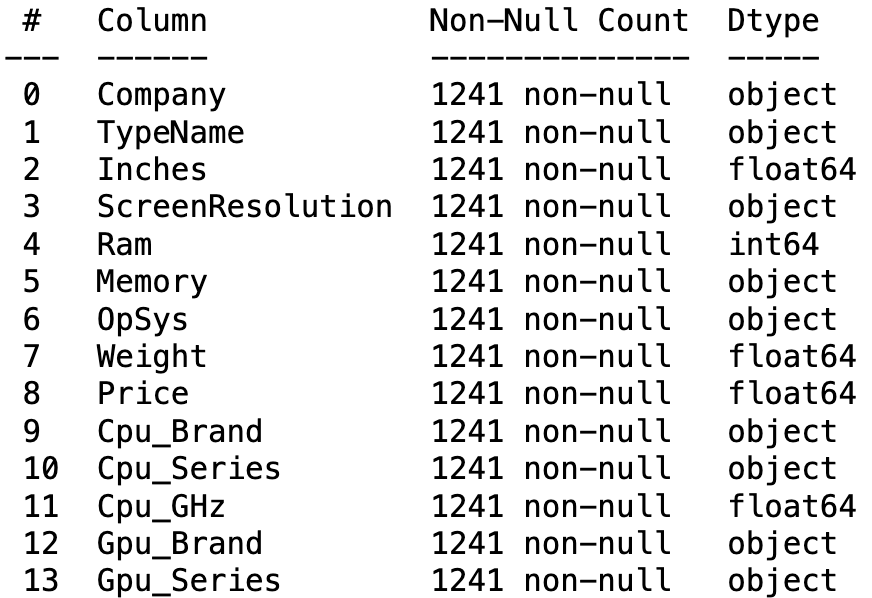 #   Column            Non-Null Count  Dtype
---  ------            --------------  -----
0   Company           1241 non-null   object
1   TypeName          1241 non-null   object
2   Inches            1241 non-null   float64
3   ScreenResolution  1241 non-null   object
4   Ram               1241 non-null   int64
5   Memory            1241 non-null   object
6   OpSys             1241 non-null   object
7   Weight            1241 non-null   float64
8   Price             1241 non-null   float64
9   Cpu_Brand         1241 non-null   object
10  Cpu_Series        1241 non-null   object
11  Cpu_GHz           1241 non-null   float64
12  Gpu_Brand         1241 non-null   object
13  Gpu_Series        1241 non-null   object